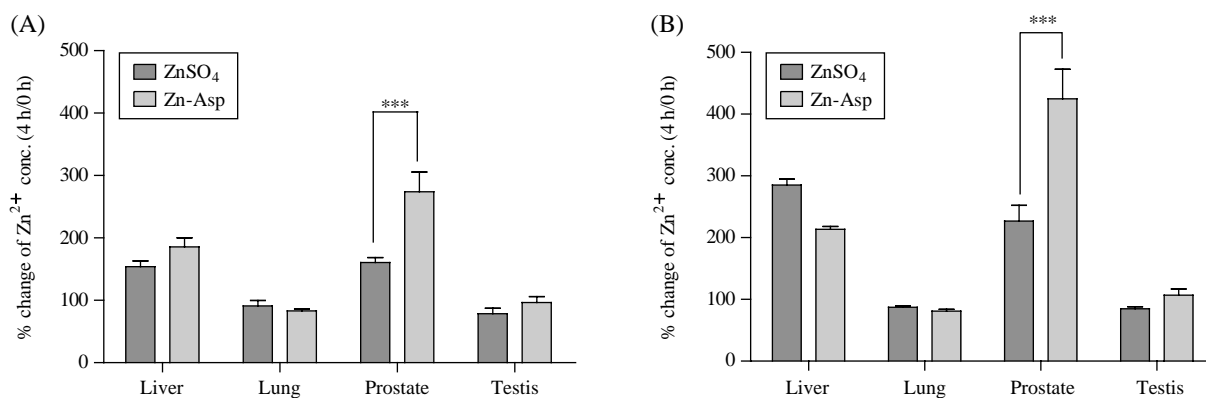 (A)
% change of Zn²⁺ conc. (4 h/0 h)
500
400
300
200
100
0
ZnSO₄
Zn-Asp
***
Liver Lung Prostate Testis
(B)
% change of Zn²⁺ conc. (4 h/0 h)
500
400
300
200
100
0
ZnSO₄
Zn-Asp
***
Liver Lung Prostate Testis